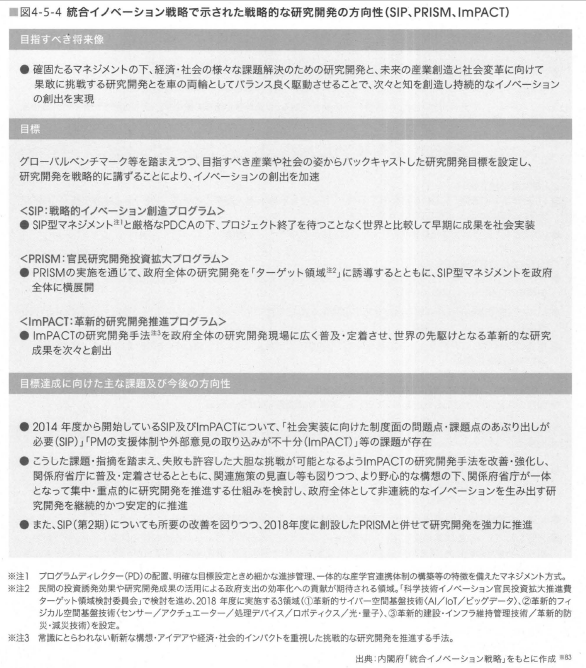 ■図4-5-4 統合イノベーション戦略で示された戦略的な研究開発の方向性(SIP、PRISM、ImPACT)
目指すべき将来像
● 確固たるマネジメントの下、経済・社会の様々な課題解決のための研究開発と、未来の産業創造と社会変革に向けて
果敢に挑戦する研究開発とを車の両輪としてバランス良く駆動させることで、次々と知を創造し持続的なイノベーション
の創出を実現
目標
グローバルベンチマーク等を踏まえつつ、目指すべき産業や社会の姿からバックキャストした研究開発目標を設定し、
研究開発を戦略的に講ずることにより、イノベーションの創出を加速
<SIP:戦略的イノベーション創造プログラム>
● SIP型マネジメント注1と厳格なPDCAの下、プロジェクト終了を待つことなく世界と比較して早期に成果を社会実装
<PRISM:官民研究開発投資拡大プログラム>
● PRISMの実施を通じて、政府全体の研究開発を「ターゲット領域注2」に誘導するとともに、SIP型マネジメントを政府
全体に横展開
<ImPACT:革新的研究開発推進プログラム>
● ImPACTの研究開発手法注3を政府全体の研究開発現場に広く普及・定着させ、世界の先駆けとなる革新的な研究
成果を次々と創出
目標達成に向けた主な課題及び今後の方向性
● 2014 年度から開始しているSIP及びImPACTについて、「社会実装に向けた制度面の問題点・課題点のあぶり出しが
必要(SIP)」「PMの支援体制や外部意見の取り込みが不十分(ImPACT)」等の課題が存在
● こうした課題・指摘を踏まえ、失敗も許容した大胆な挑戦が可能となるようImPACTの研究開発手法を改善・強化し、
関係府省庁に普及・定着させるとともに、関連施策の見直し等も図りつつ、より野心的な構想の下、関係府省庁が一体
となって集中・重点的に研究開発を推進する仕組みを検討し、政府全体として非連続的なイノベーションを生み出す研
究開発を継続的かつ安定的に推進
● また、SIP(第2期)についても所要の改善を図りつつ、2018年度に創設したPRISMと併せて研究開発を強力に推進
※注1 プログラムディレクター(PD)の配置、明確な目標設定ときめ細かな進捗管理、一体的な産学官連携体制の構築等の特徴を備えたマネジメント方式。
※注2 民間の投資誘発効果や研究開発成果の活用による政府支出の効率化への貢献が期待される領域。「科学技術イノベーション官民投資拡大推進費
ターゲット領域検討委員会」で検討を進め、2018 年度に実施する3領域(①革新的サイバー空間基盤技術〈AI/IoT/ビッグデータ〉、②革新的フィ
ジカル空間基盤技術〈センサー/アクチュエーター/処理デバイス/ロボティクス/光・量子〉、③革新的建設・インフラ維持管理技術/革新的防
災・減災技術)を設定。
※注3 常識にとらわれない斬新な構想・アイデアや経済・社会的インパクトを重視した挑戦的な研究開発を推進する手法。
出典:内閣府「統合イノベーション戦略」をもとに作成 ※83